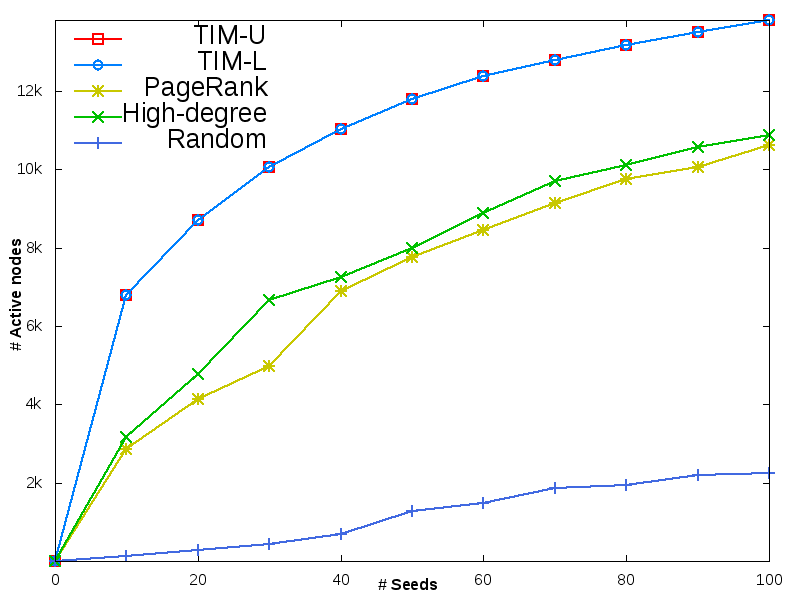 TIM-U
TIM-L
PageRank
High-degree
Random
12k
10k
8k
6k
4k
2k
# Active nodes
0
20
40
60
80
100
# Seeds